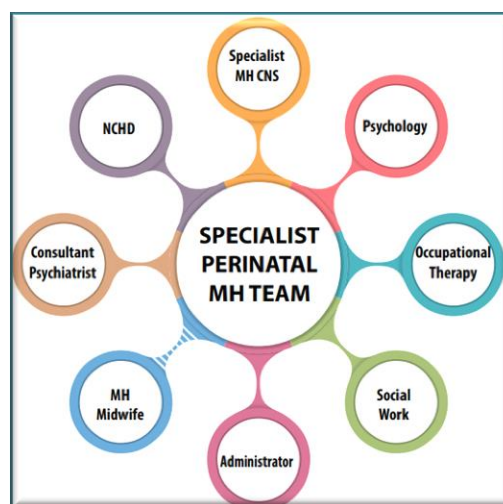 Specialist
MH CNS
Psychology
Occupational
Therapy
Social
Work
Administrator
MH
Midwife
Consultant
Psychiatrist
NCHD
SPECIALIST
PERINATAL
MH TEAM